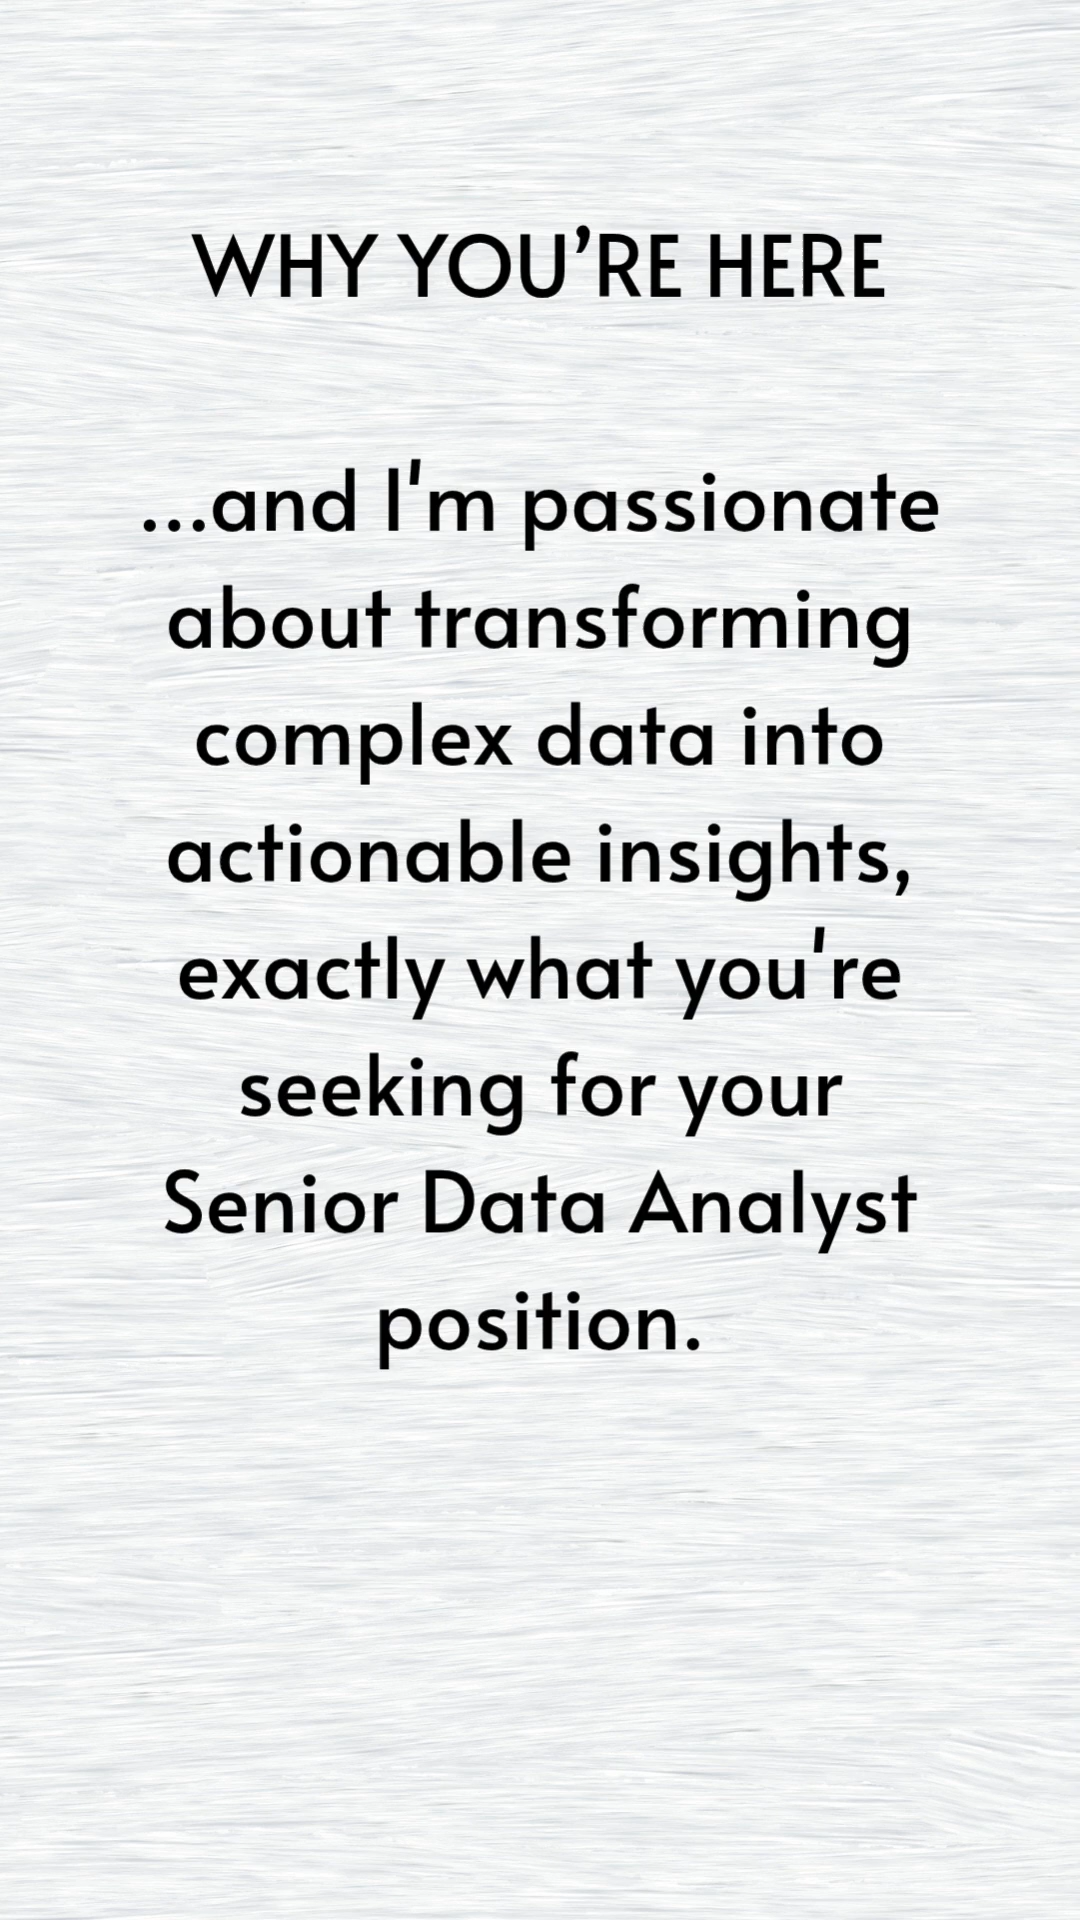 WHY YOU’RE HERE
...and I'm passionate
about transforming
complex data into
actionable insights,
exactly what you're
seeking for your
Senior Data Analyst
position.